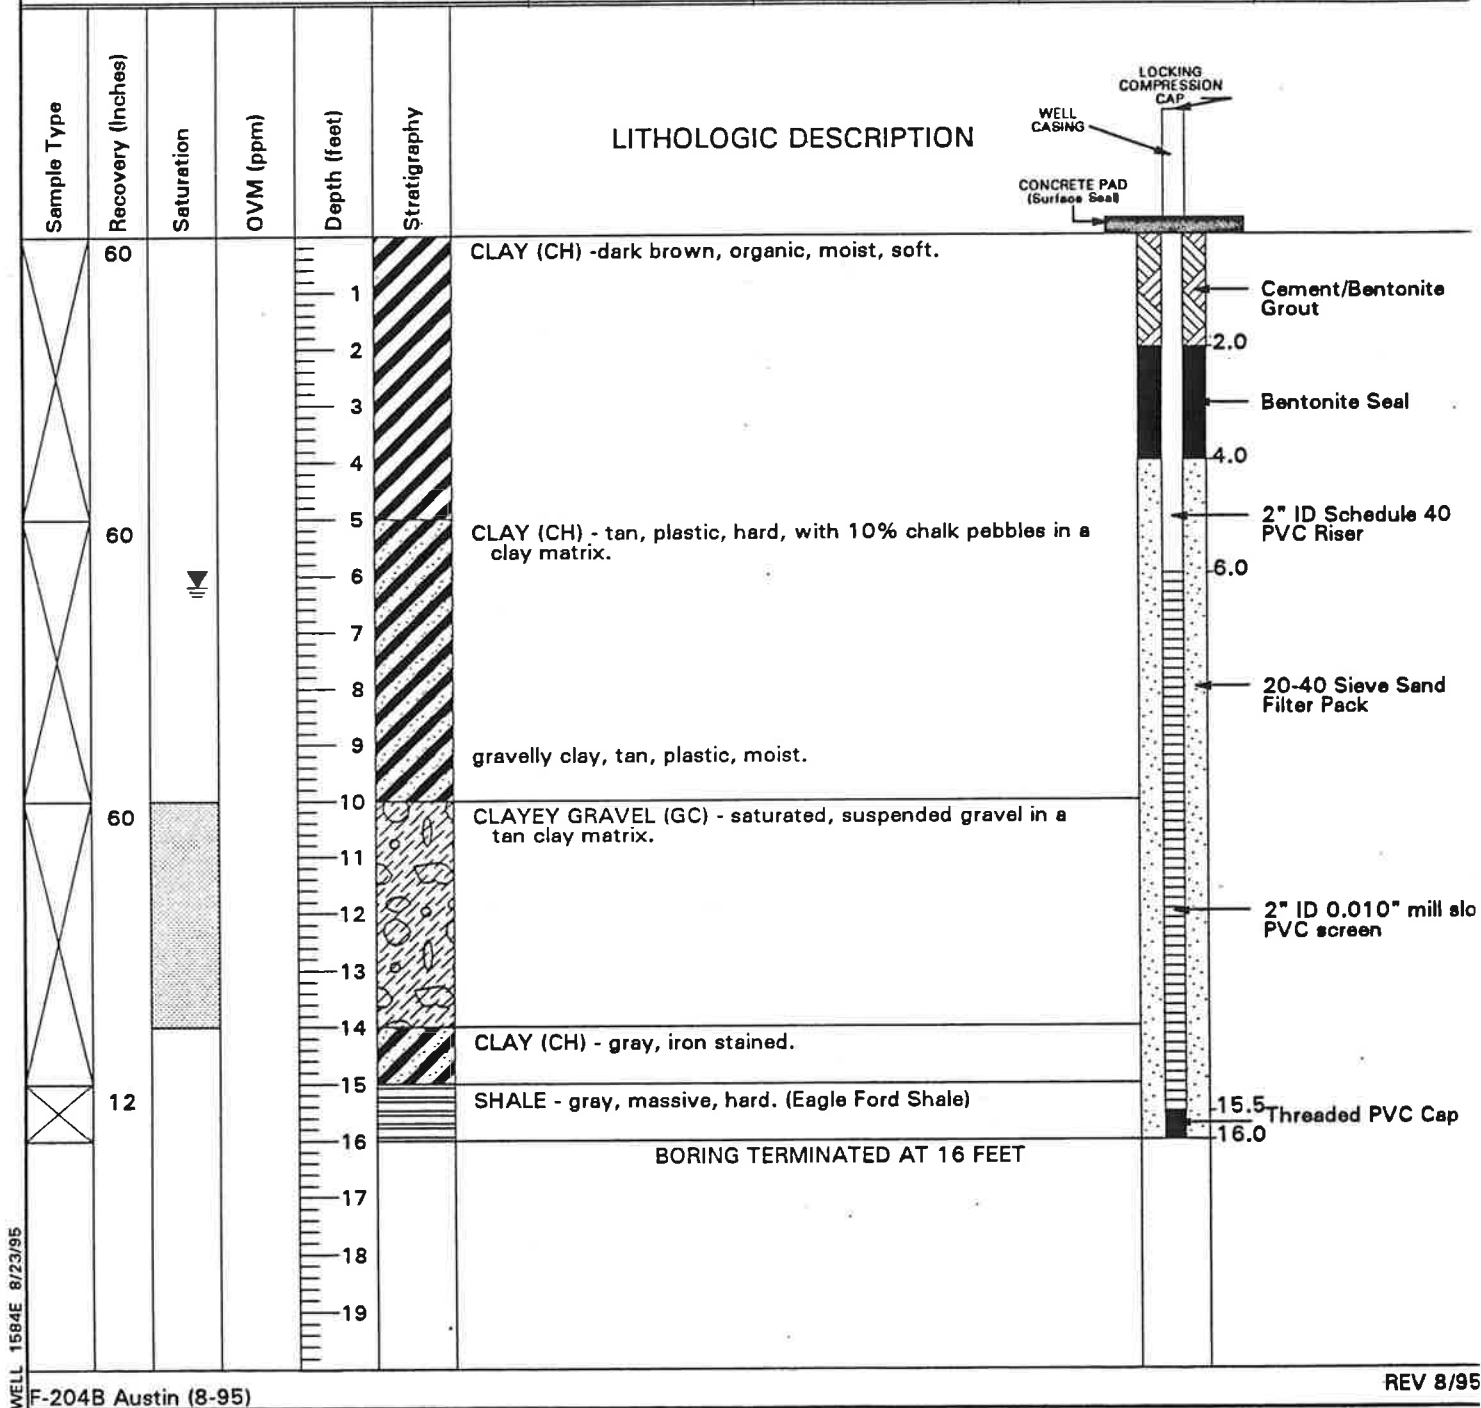 Sample Type
Recovery (Inches)
Saturation
OVM (ppm)
Depth (feet)
Stratigraphy
LITHOLOGIC DESCRIPTION
LOCKING
COMPRESSION
CAP
WELL
CASING
CONCRETE PAD
(Surface Seal)
60
CLAY (CH) -dark brown, organic, moist, soft.
1
Cement/Bentonite
Grout
2
2.0
3
Bentonite Seal
4
4.0
5
60
CLAY (CH) - tan, plastic, hard, with 10% chalk pebbles in a
clay matrix.
2" ID Schedule 40
PVC Riser
6
6.0
7
8
20-40 Sieve Sand
Filter Pack
9
gravelly clay, tan, plastic, moist.
10
60
CLAYEY GRAVEL (GC) - saturated, suspended gravel in a
tan clay matrix.
11
12
2" ID 0.010" mill slo
PVC screen
13
14
CLAY (CH) - gray, iron stained.
15
12
SHALE - gray, massive, hard. (Eagle Ford Shale)
15.5
Threaded PVC Cap
16
16.0
BORING TERMINATED AT 16 FEET
17
18
19
WELL 1584E 8/23/95
F-204B Austin (8-95)
REV 8/95